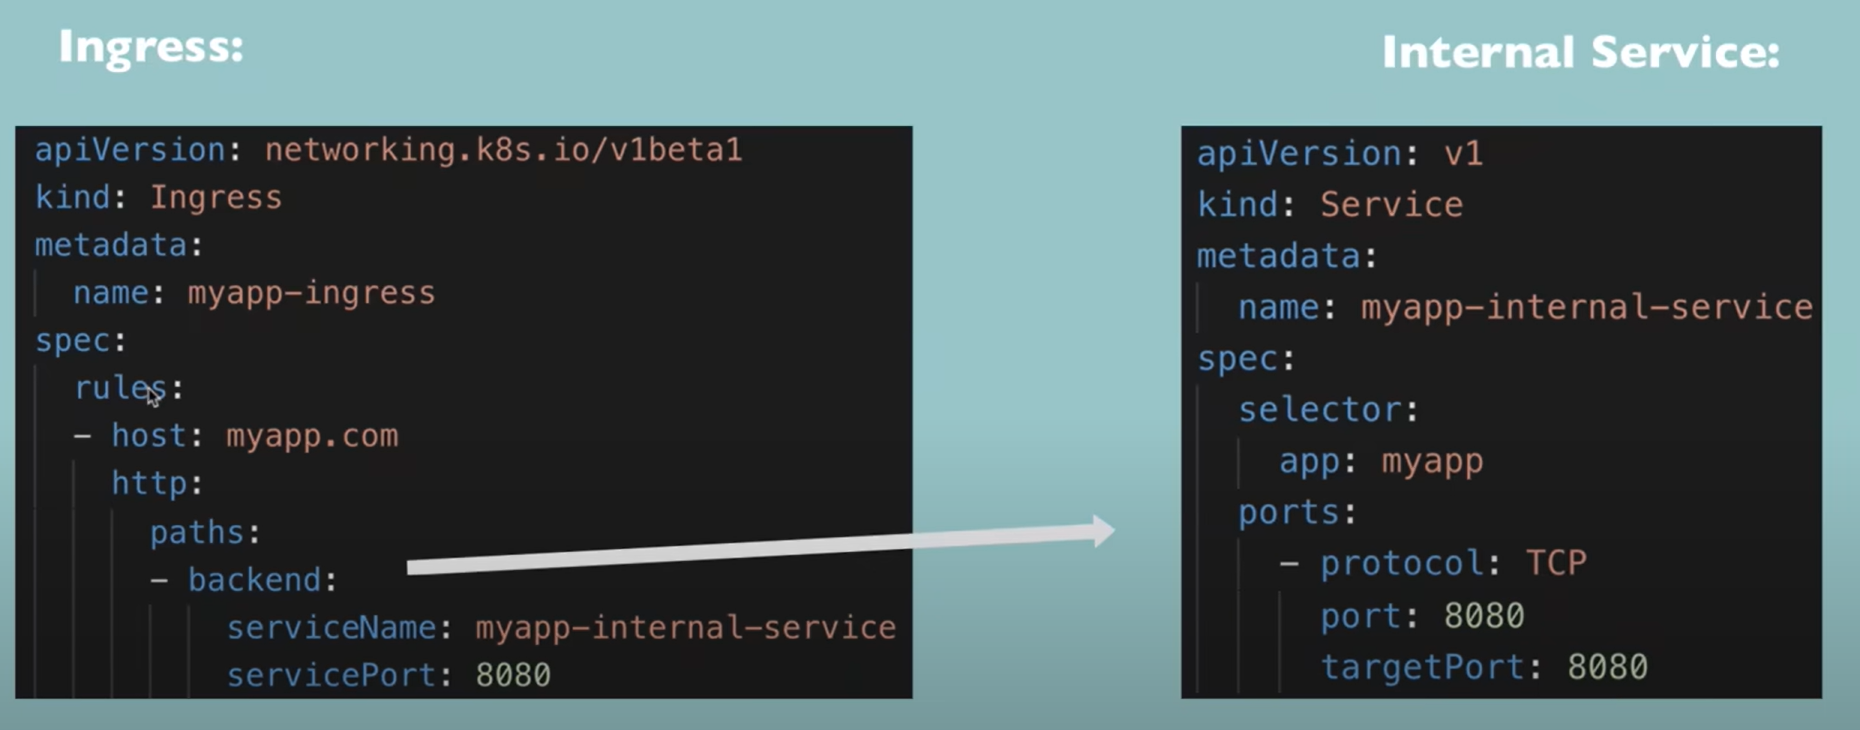 Ingress:
apiVersion: networking.k8s.io/v1beta1
kind: Ingress
metadata:
  name: myapp-ingress
spec:
  rules:
  - host: myapp.com
    http:
      paths:
      - backend:
          serviceName: myapp-internal-service
          servicePort: 8080
Internal Service:
apiVersion: v1
kind: Service
metadata:
  name: myapp-internal-service
spec:
  selector:
    app: myapp
  ports:
    - protocol: TCP
      port: 8080
      targetPort: 8080